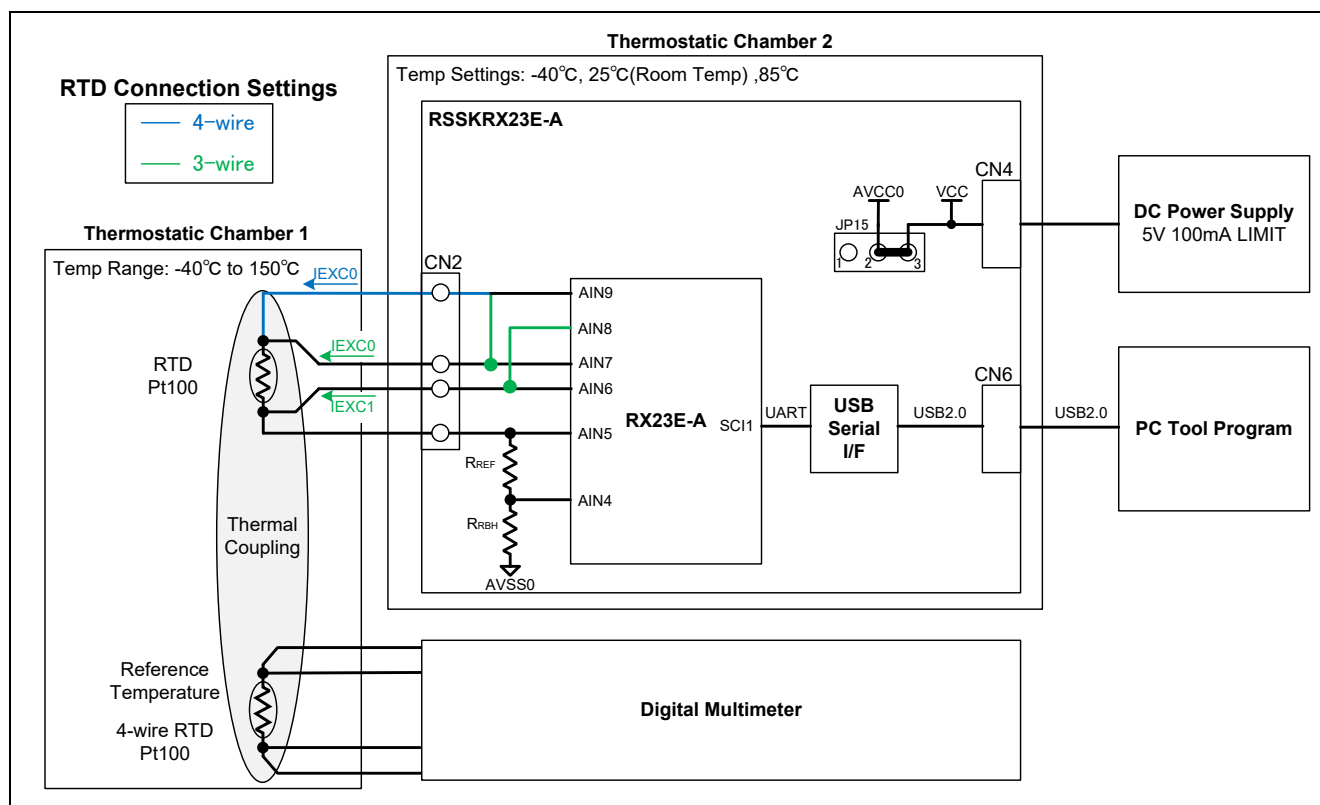 Thermostatic Chamber 2
Temp Settings: -40℃, 25℃(Room Temp) ,85℃
RTD Connection Settings
4-wire
3-wire
RSSKRX23E-A
CN4
AVCC0
VCC
JP15
1
2
3
DC Power Supply
5V 100mA LIMIT
Thermostatic Chamber 1
Temp Range: -40℃ to 150℃
IEXC0
CN2
AIN9
AIN8
IEXC0
AIN7
RTD
Pt100
AIN6
IEXC1
AIN5
RX23E-A
SCI1
UART
USB
Serial
I/F
USB2.0
CN6
USB2.0
PC Tool Program
RREF
AIN4
RRBH
AVSS0
Thermal
Coupling
Reference
Temperature
4-wire RTD
Pt100
Digital Multimeter